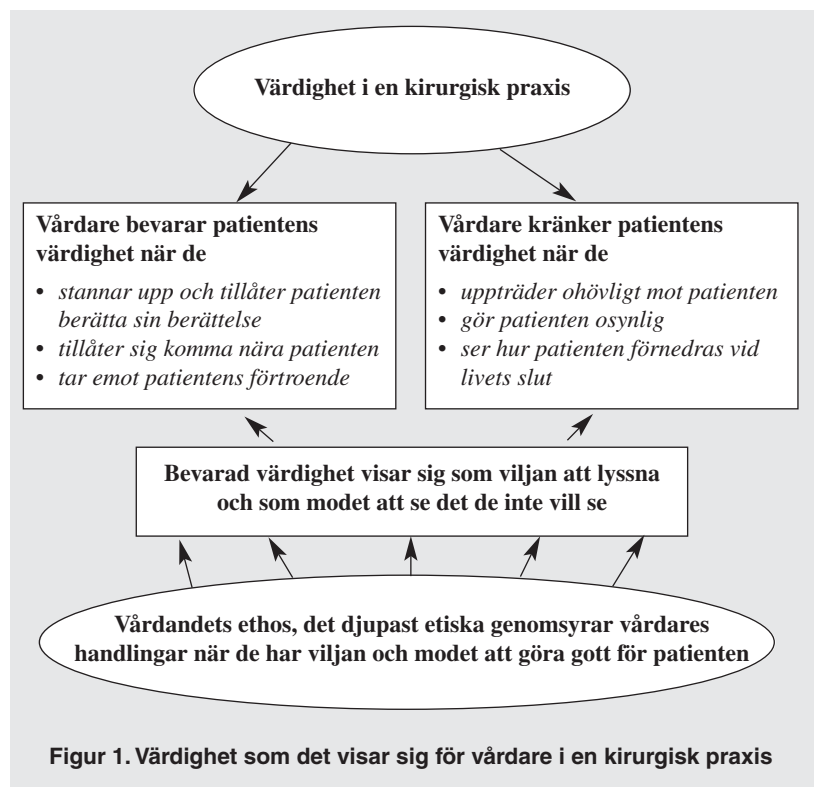 Värdighet i en kirurgisk praxis
Vårdare bevarar patientens
värdighet när de
• stannar upp och tillåter patienten
berätta sin berättelse
• tillåter sig komma nära patienten
• tar emot patientens förtroende
Vårdare kränker patientens
värdighet när de
• uppträder ohövligt mot patienten
• gör patienten osynlig
• ser hur patienten förnedras vid
livets slut
Bevarad värdighet visar sig som viljan att lyssna
och som modet att se det de inte vill se
Vårdandets ethos, det djupast etiska genomsyrar vårdares
handlingar när de har viljan och modet att göra gott för patienten
Figur 1. Värdighet som det visar sig för vårdare i en kirurgisk praxis